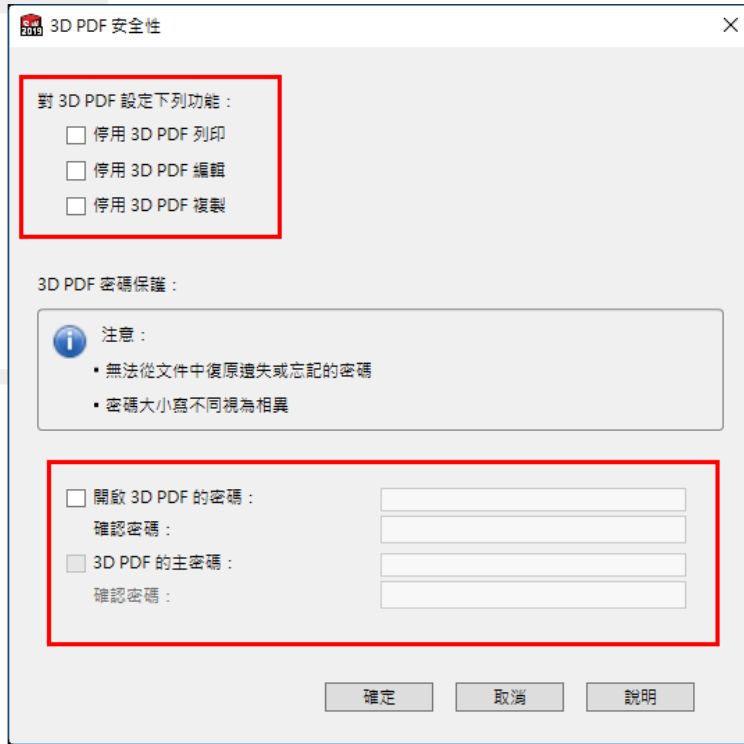 SW
2019
3D PDF 安全性
對 3D PDF 設定下列功能：
停用 3D PDF 列印
停用 3D PDF 編輯
停用 3D PDF 複製
3D PDF 密碼保護：
注意：
▪ 無法從文件中復原遺失或忘記的密碼
▪ 密碼大小寫不同視為相異
開啟 3D PDF 的密碼：
確認密碼：
3D PDF 的主密碼：
確認密碼：
確定
取消
說明